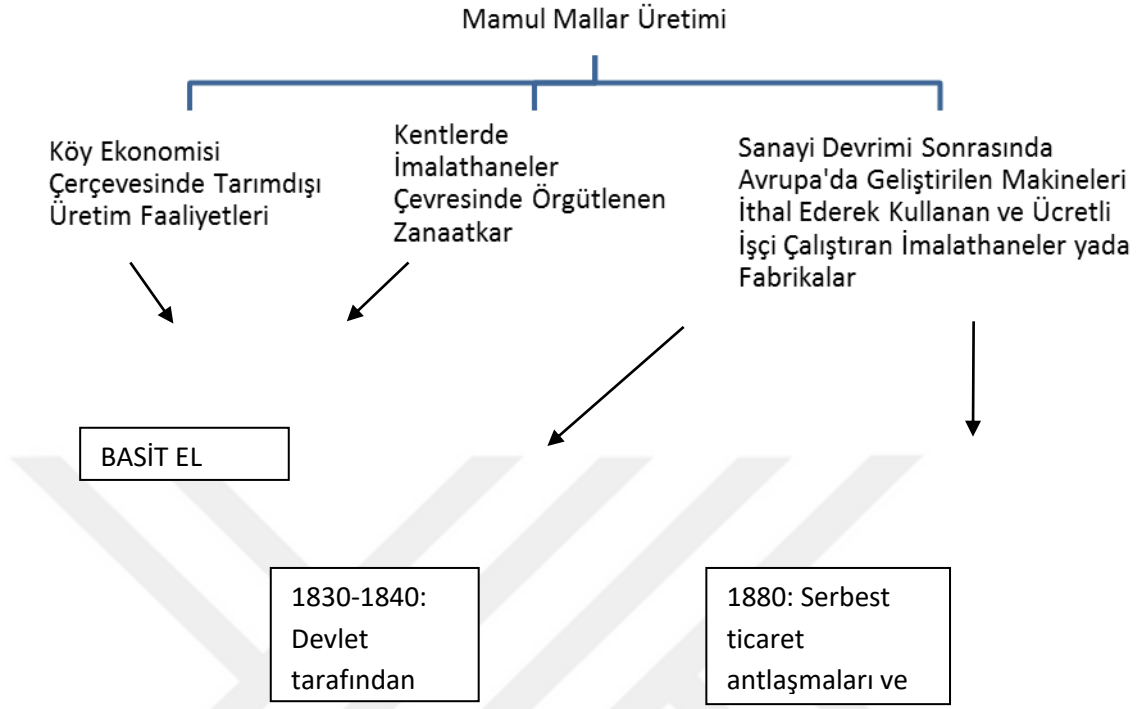 Mamul Mallar Üretimi
Köy Ekonomisi
Çerçevesinde Tarımdışı
Üretim Faaliyetleri
Kentlerde
İmalathaneler
Çevresinde Örgütlenen
Zanaatkar
Sanayi Devrimi Sonrasında
Avrupa'da Geliştirilen Makineleri
İthal Ederek Kullanan ve Ücretli
İşçi Çalıştıran İmalathaneler yada
Fabrikalar
BASİT EL
1830-1840:
Devlet
tarafından
1880: Serbest
ticaret
antlaşmaları ve